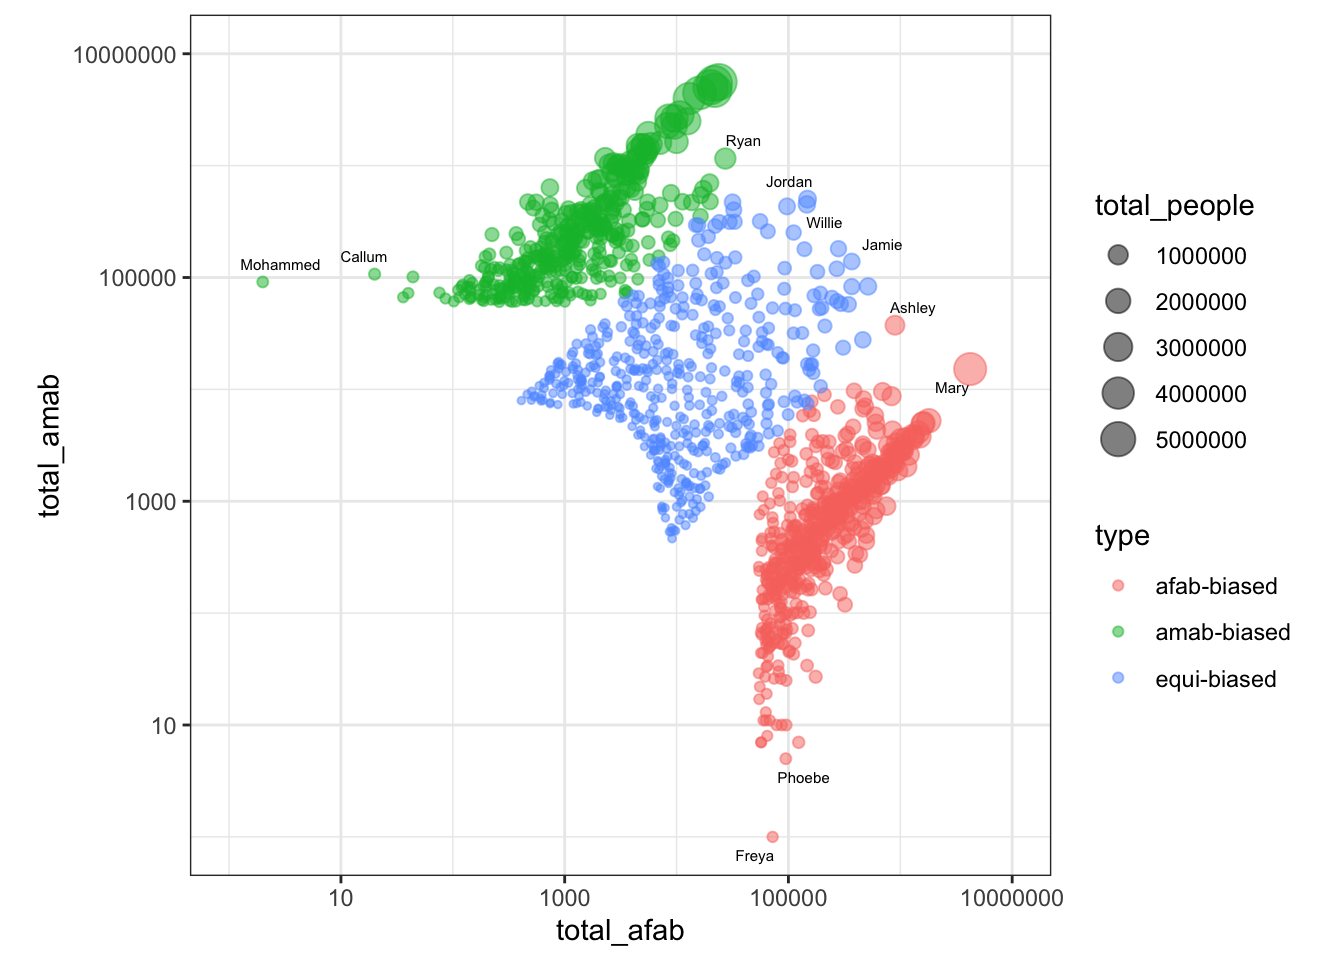 10000000
100000
1000
10
total_amab
Ryan
Jordan
Willie
Jamie
Mohammed
Callum
Ashley
Mary
Phoebe
Freya
10
1000
100000
10000000
total_afab
total_people
1000000
2000000
3000000
4000000
5000000
type
afab-biased
amab-biased
equi-biased